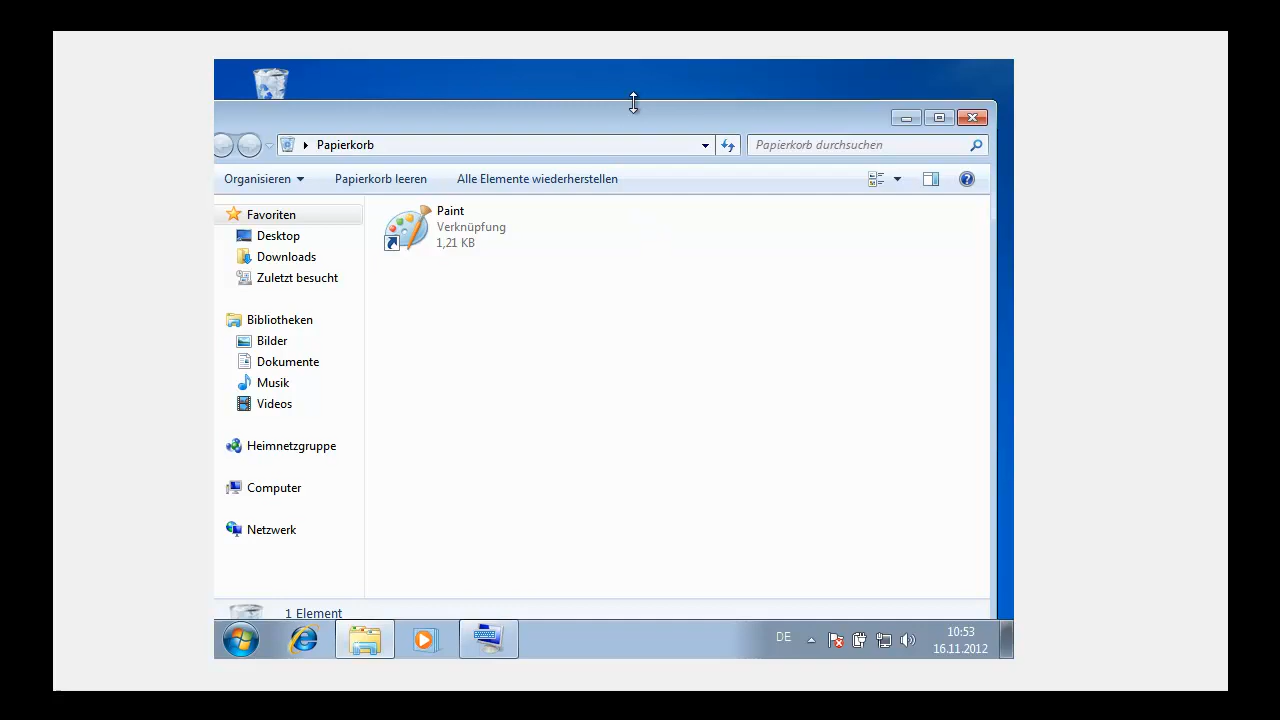 Papierkorb
Papierkorb durchsuchen
Organisieren
Papierkorb leeren
Alle Elemente wiederherstellen
Favoriten
Desktop
Downloads
Zuletzt besucht
Bibliotheken
Bilder
Dokumente
Musik
Videos
Heimnetzgruppe
Computer
Netzwerk
Paint
Verknüpfung
1,21 KB
1 Element
DE
10:53
16.11.2012